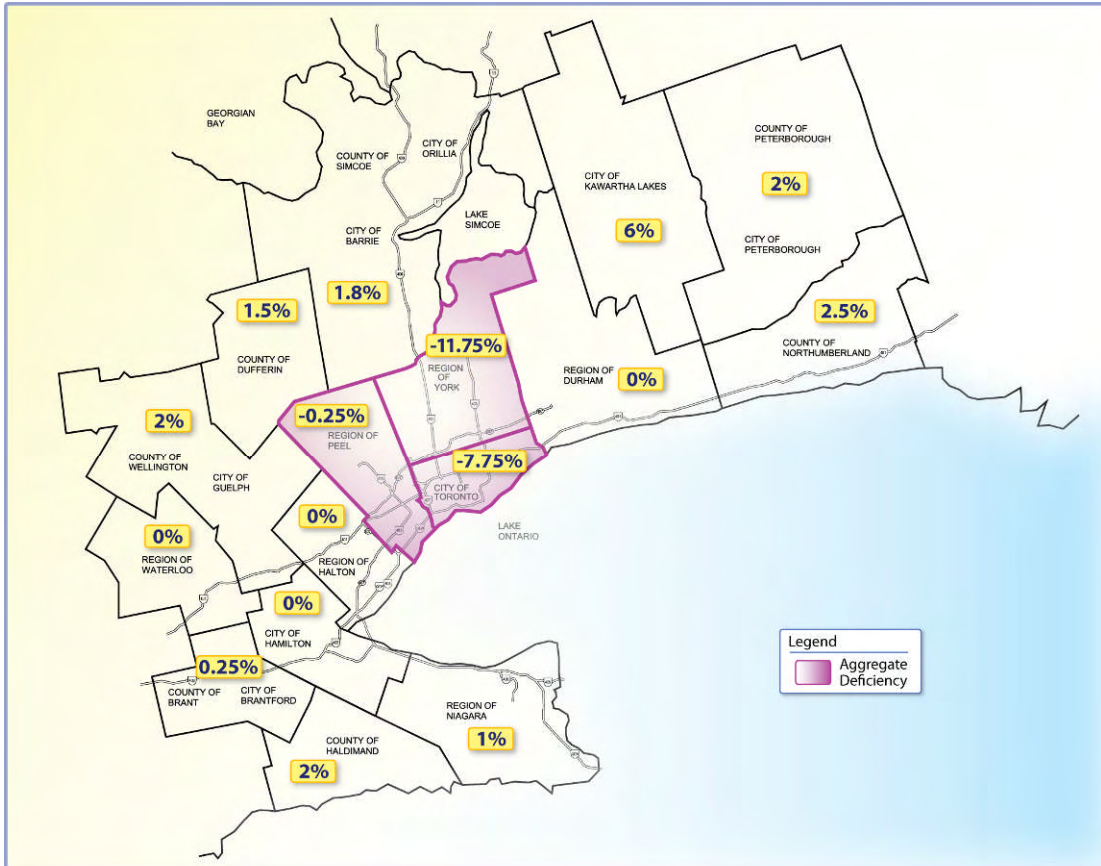 GEORGIAN
BAY
COUNTY OF
SIMCOE
CITY OF
ORILLIA
COUNTY OF
PETERBOROUGH
2%
CITY OF
KAWARTHA LAKES
6%
CITY OF
PETERBOROUGH
LAKE
SIMCOE
CITY OF
BARRIE
1.8%
1.5%
COUNTY OF
DUFFERIN
2.5%
COUNTY OF
NORTHUMBERLAND
-11.75%
REGION
OF
YORK
REGION OF
DURHAM
0%
-0.25%
REGION
OF PEEL
2%
COUNTY OF
WELLINGTON
CITY OF
GUELPH
-7.75%
CITY OF
TORONTO
LAKE
ONTARIO
0%
REGION OF
HALTON
0%
REGION OF
WATERLOO
0%
CITY OF
HAMILTON
0.25%
COUNTY OF
BRANT
CITY OF
BRANTFORD
REGION OF
NIAGARA
1%
COUNTY OF
HALDIMAND
2%
Legend
Aggregate
Deficiency